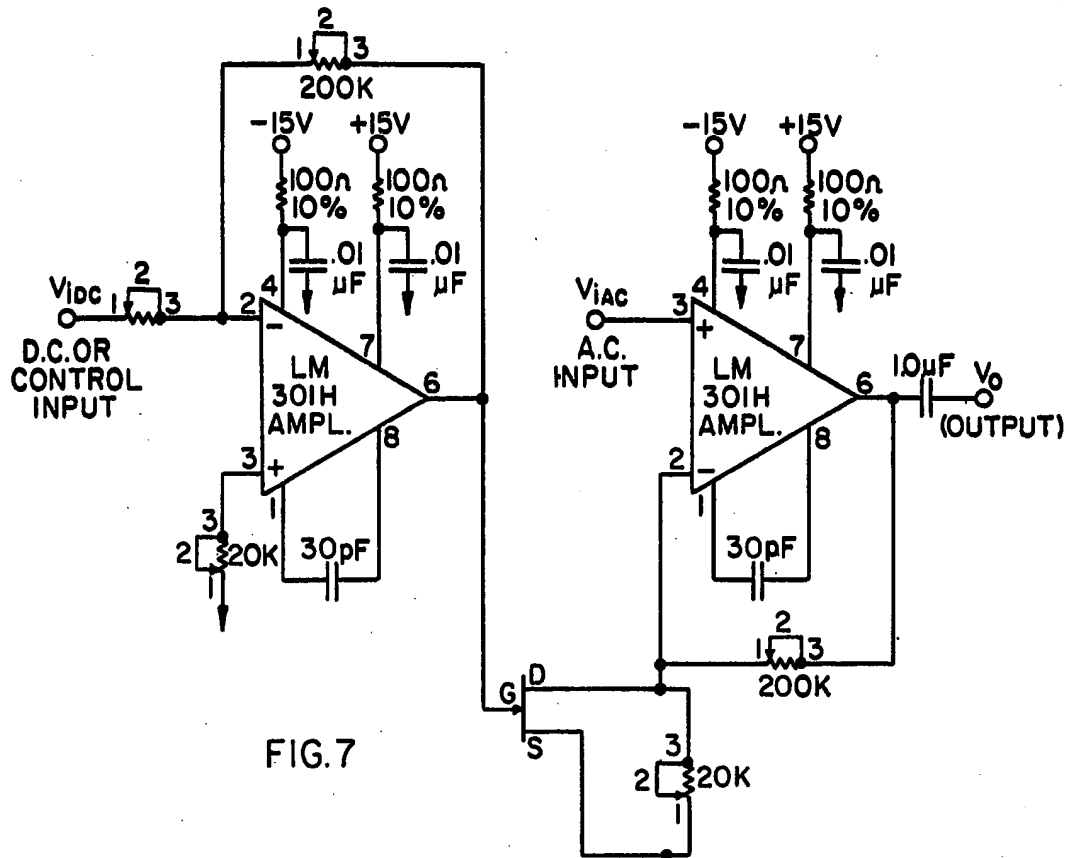 2
1
3
200K
-15V
+15V
100Ω
10%
100Ω
10%
.01
µF
.01
µF
4
7
2
-
VIDC
1
2
3
D.C. OR
CONTROL
INPUT
LM
301H
AMPL.
6
8
3
+
1
3
2
1
20K
30pF
-15V
+15V
100Ω
10%
100Ω
10%
.01
µF
.01
µF
4
7
ViAC
3
+
A.C.
INPUT
LM
301H
AMPL.
6
8
1.0µF
Vo
(OUTPUT)
2
-
1
30pF
2
1
3
200K
G
D
S
3
2
1
20K
FIG. 7